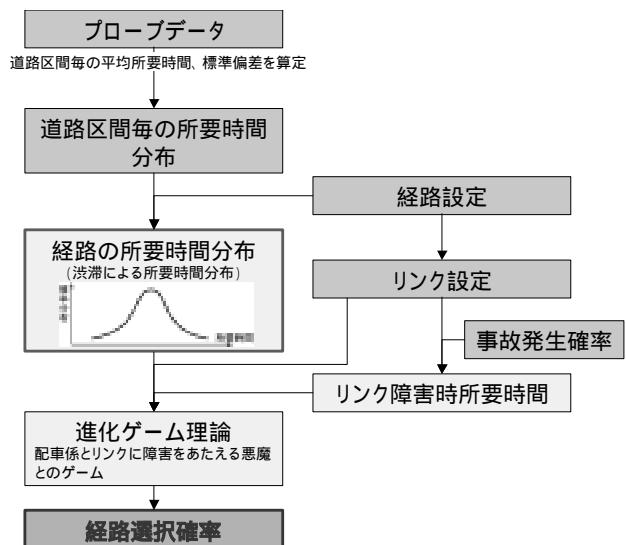 プローブデータ
道路区間毎の平均所要時間、標準偏差を算定
道路区間毎の所要時間
分布
経路設定
経路の所要時間分布
(渋滞による所要時間分布)
リンク設定
事故発生確率
リンク障害時所要時間
進化ゲーム理論
配車係とリンクに障害をあたえる悪魔
とのゲーム
経路選択確率